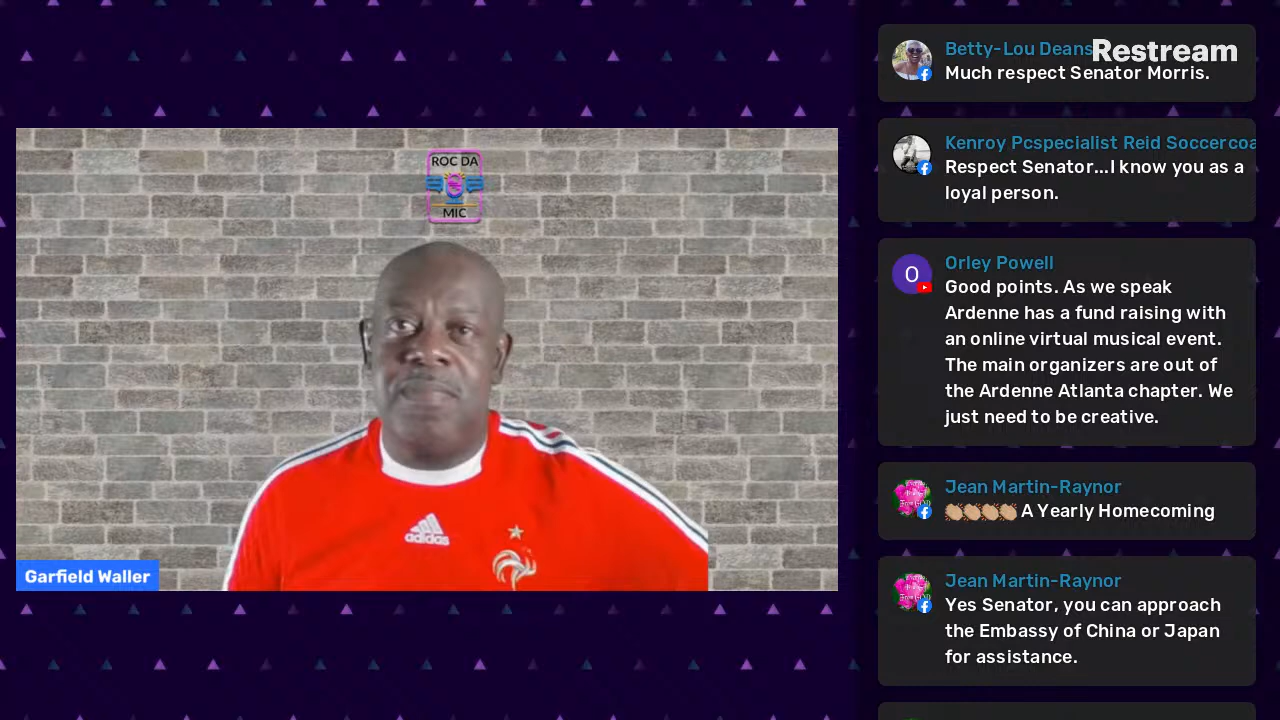 Betty-Lou Deans
Restream
Much respect Senator Morris.
Kenroy Pcspecialist Reid Soccercoa
Respect Senator...I know you as a
loyal person.
O
Orley Powell
Good points. As we speak
Ardenne has a fund raising with
an online virtual musical event.
The main organizers are out of
the Ardenne Atlanta chapter. We
just need to be creative.
Jean Martin-Raynor
👏🏼👏🏼👏🏼👏🏼 A Yearly Homecoming
Jean Martin-Raynor
Yes Senator, you can approach
the Embassy of China or Japan
for assistance.
ROC DA
MIC
adidas
Garfield Waller